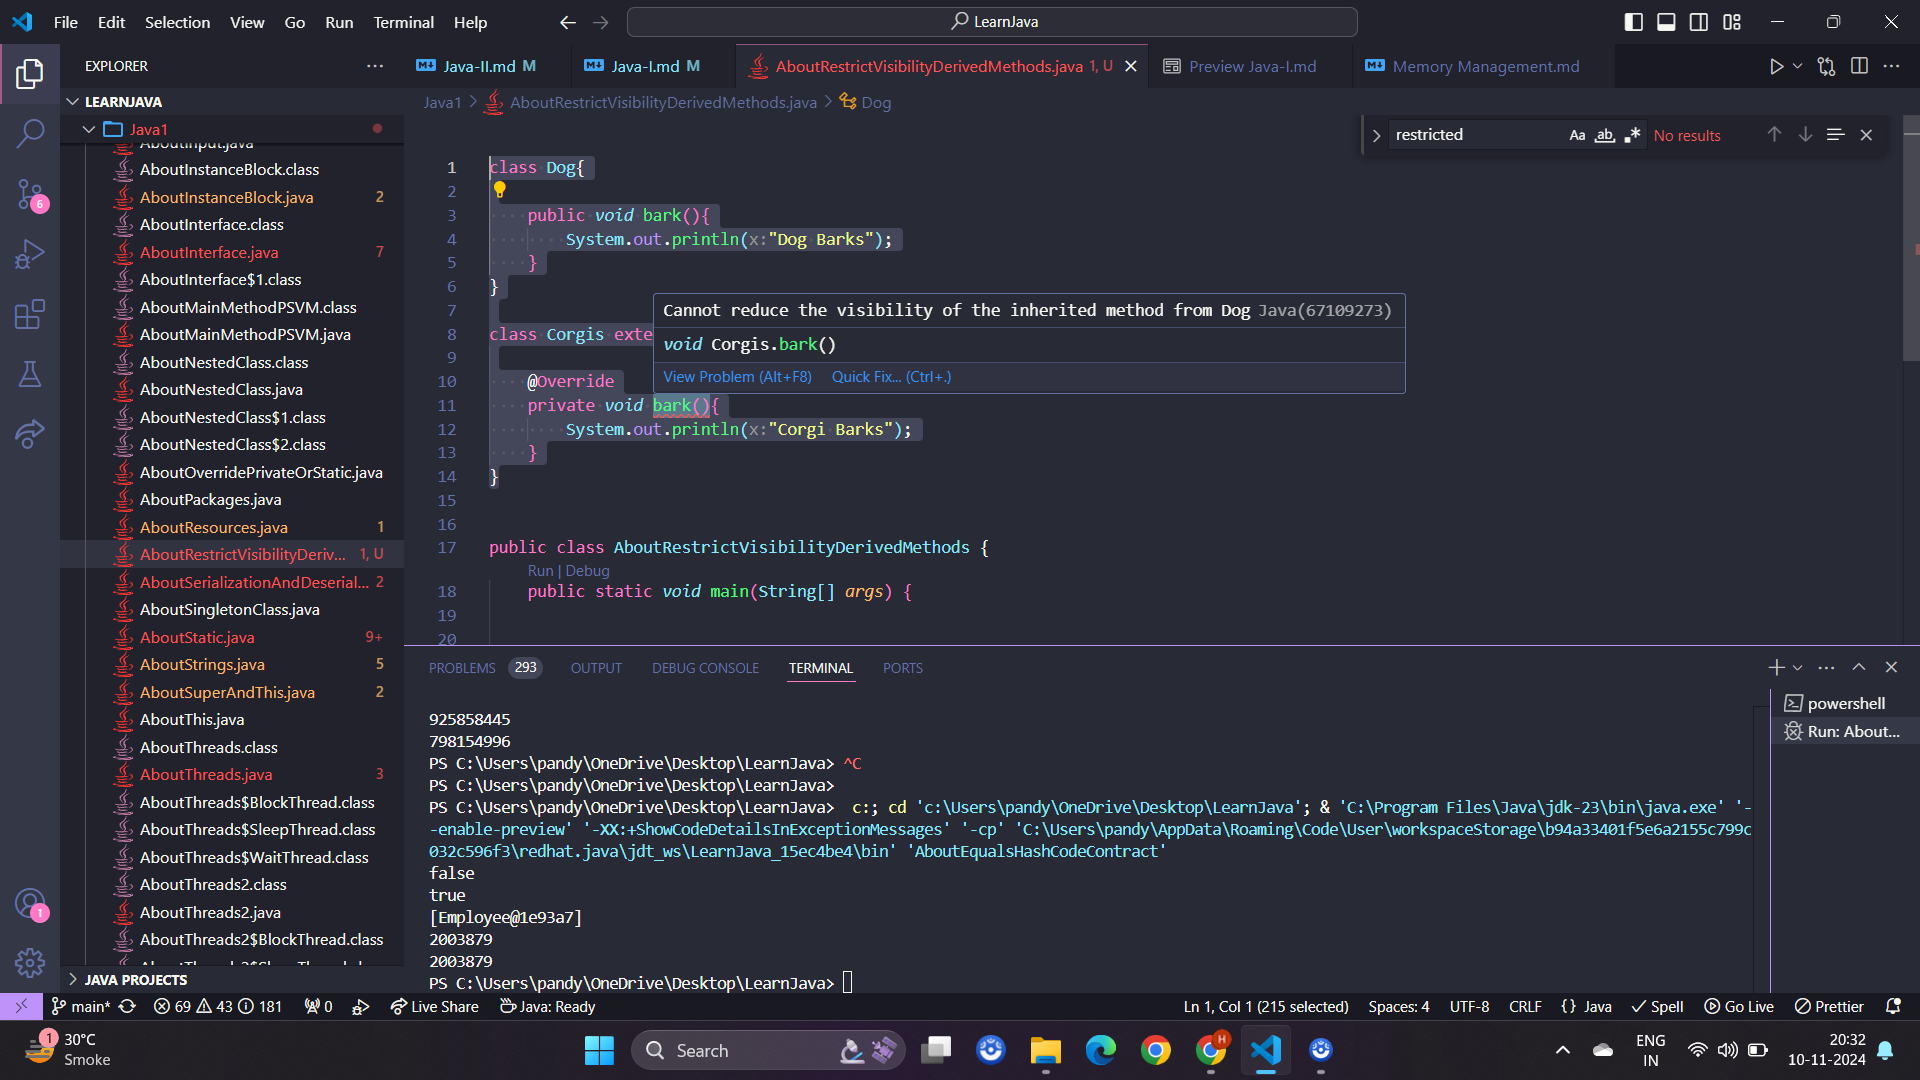 File Edit Selection View Go Run Terminal Help
LearnJava
EXPLORER
Java-II.md M
Java-I.md M
AboutRestrictVisibilityDerivedMethods.java 1, U
Preview Java-I.md
Memory Management.md
LEARNJAVA
Java1
AboutInput.java
AboutInstanceBlock.class
AboutInstanceBlock.java 2
AboutInterface.class
AboutInterface.java 7
AboutInterface$1.class
AboutMainMethodPSVM.class
AboutMainMethodPSVM.java
AboutNestedClass.class
AboutNestedClass.java
AboutNestedClass$1.class
AboutNestedClass$2.class
AboutOverridePrivateOrStatic.java
AboutPackages.java
AboutResources.java 1
AboutRestrictVisibilityDeriv... 1, U
AboutSerializationAndDeserial... 2
AboutSingletonClass.java
AboutStatic.java 9+
AboutStrings.java 5
AboutSuperAndThis.java 2
AboutThis.java
AboutThreads.class
AboutThreads.java 3
AboutThreads$BlockThread.class
AboutThreads$SleepThread.class
AboutThreads$WaitThread.class
AboutThreads2.class
AboutThreads2.java
AboutThreads2$BlockThread.class
JAVA PROJECTS
6
1
Java1 > AboutRestrictVisibilityDerivedMethods.java > Dog
restricted Aa ab .* No results
1 class Dog{
2
3 public void bark(){
4 System.out.println(x:"Dog Barks");
5 }
6 }
7
8 class Corgis exte
9
10 @Override
11 private void bark(){
12 System.out.println(x:"Corgi Barks");
13 }
14 }
15
16
17 public class AboutRestrictVisibilityDerivedMethods {
Run | Debug
18 public static void main(String[] args) {
19
20
Cannot reduce the visibility of the inherited method from Dog Java(67109273)
void Corgis.bark()
View Problem (Alt+F8) Quick Fix... (Ctrl+.)
PROBLEMS 293 OUTPUT DEBUG CONSOLE TERMINAL PORTS
925858445
798154996
PS C:\Users\pandy\OneDrive\Desktop\LearnJava> ^C
PS C:\Users\pandy\OneDrive\Desktop\LearnJava>
PS C:\Users\pandy\OneDrive\Desktop\LearnJava> c:; cd 'c:\Users\pandy\OneDrive\Desktop\LearnJava'; & 'C:\Program Files\Java\jdk-23\bin\java.exe' '-
-enable-preview' '-XX:+ShowCodeDetailsInExceptionMessages' '-cp' 'C:\Users\pandy\AppData\Roaming\Code\User\workspaceStorage\b94a33401f5e6a2155c799c
032c596f3\redhat.java\jdt_ws\LearnJava_15ec4be4\bin' 'AboutEqualsHashCodeContract'
false
true
[Employee@1e93a7]
2003879
2003879
PS C:\Users\pandy\OneDrive\Desktop\LearnJava>
powershell
Run: About...
main* 69 43 181 0 Live Share Java: Ready
Ln 1, Col 1 (215 selected) Spaces: 4 UTF-8 CRLF {} Java Spell Go Live Prettier
1
30°C
Smoke
Search
H
ENG
IN
20:32
10-11-2024